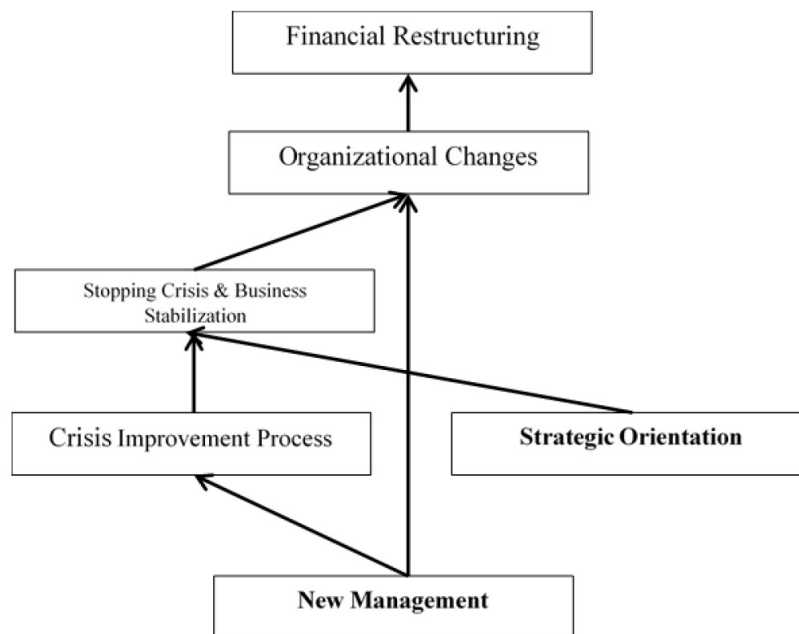 Financial Restructuring
Organizational Changes
Stopping Crisis & Business
Stabilization
Crisis Improvement Process
Strategic Orientation
New Management